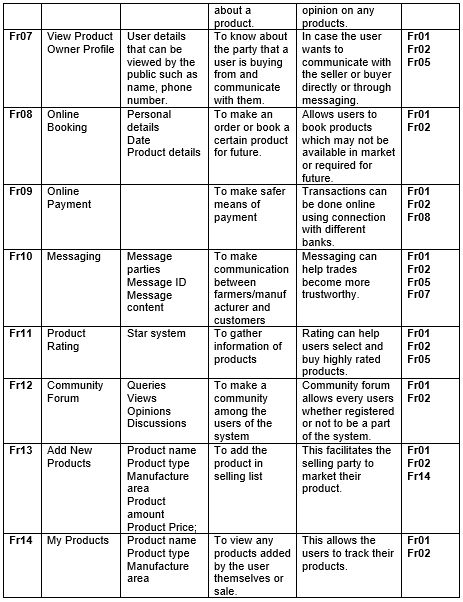 about a
product.
opinion on any
products.
Fr07
View Product
Owner Profile
User details
that can be
viewed by the
public such as
name, phone
number.
To know about
the party that a
user is buying
from and
communicate
with them.
In case the user
wants to
communicate with
the seller or buyer
directly or through
messaging.
Fr01
Fr02
Fr05
Fr08
Online
Booking
Personal
details
Date
Product details
To make an
order or book a
certain product
for future.
Allows users to
book products
which may not be
available in market
or required for
future.
Fr01
Fr02
Fr09
Online
Payment
To make safer
means of
payment
Transactions can
be done online
using connection
with different
banks.
Fr01
Fr02
Fr08
Fr10
Messaging
Message
parties
Message ID
Message
content
To make
communication
between
farmers/manuf
acturer and
customers
Messaging can
help trades
become more
trustworthy.
Fr01
Fr02
Fr05
Fr07
Fr11
Product
Rating
Star system
To gather
information of
products
Rating can help
users select and
buy highly rated
products.
Fr01
Fr02
Fr05
Fr12
Community
Forum
Queries
Views
Opinions
Discussions
To make a
community
among the
users of the
system
Community forum
allows every users
whether registered
or not to be a part
of the system.
Fr01
Fr02
Fr13
Add New
Products
Product name
Product type
Manufacture
area
Product
amount
Product Price;
To add the
product in
selling list
This facilitates the
selling party to
market their
product.
Fr01
Fr02
Fr14
Fr14
My Products
Product name
Product type
Manufacture
area
To view any
products added
by the user
themselves or
sale.
This allows the
users to track their
products.
Fr01
Fr02